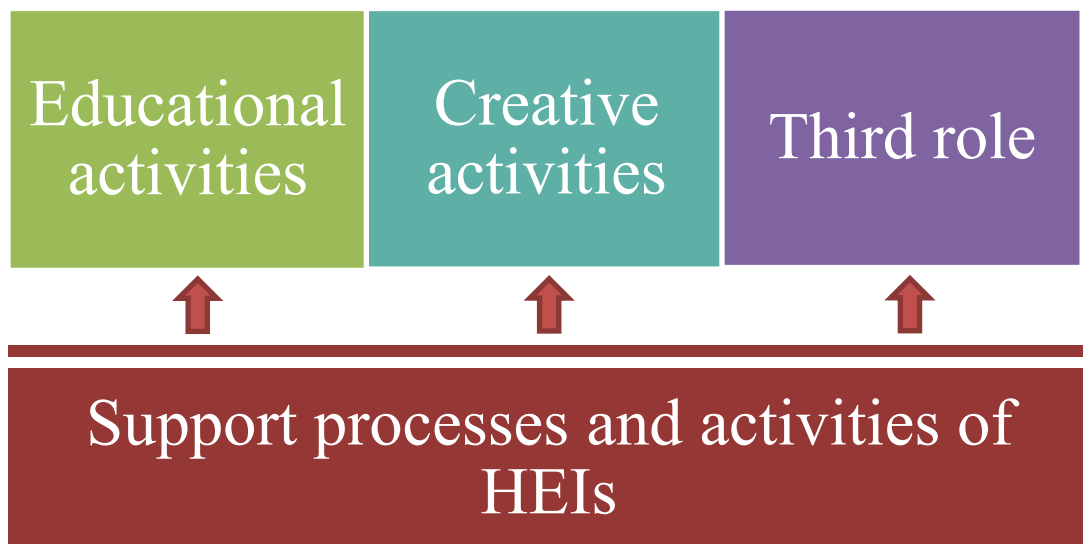 Educational
activities
Creative
activities
Third role
Support processes and activities of
HEIs